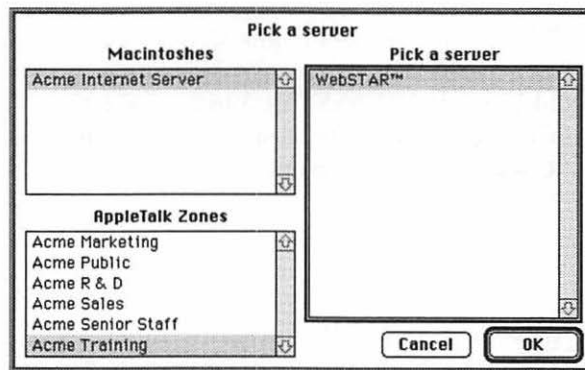 Pick a server
Macintoshes
Acme Internet Server
AppleTalk Zones
Acme Marketing
Acme Public
Acme R & D
Acme Sales
Acme Senior Staff
Acme Training
Pick a server
WebSTAR™
Cancel
OK